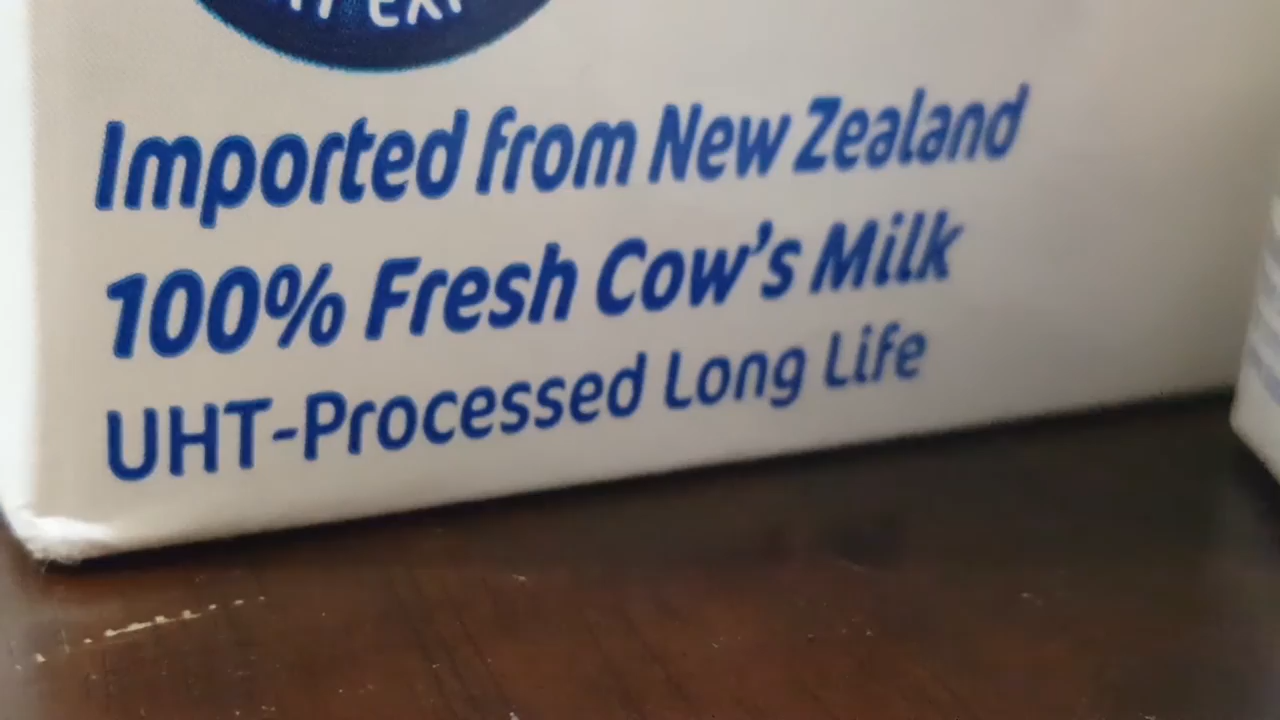 Imported from New Zealand
100% Fresh Cow's Milk
UHT-Processed Long Life